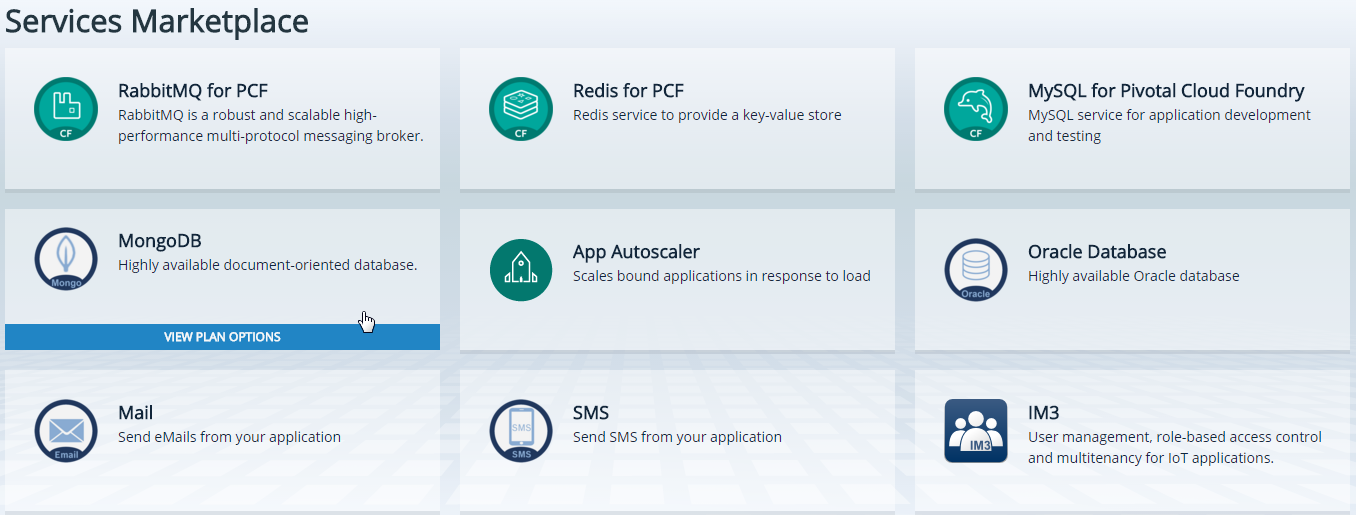 Services Marketplace
CF
RabbitMQ for PCF
RabbitMQ is a robust and scalable high-
performance multi-protocol messaging broker.
CF
Redis for PCF
Redis service to provide a key-value store
CF
MySQL for Pivotal Cloud Foundry
MySQL service for application development
and testing
Mongo
MongoDB
Highly available document-oriented database.
VIEW PLAN OPTIONS
App Autoscaler
Scales bound applications in response to load
Oracle
Oracle Database
Highly available Oracle database
Email
Mail
Send eMails from your application
SMS
SMS
SMS
Send SMS from your application
IM3
IM3
User management, role-based access control
and multitenancy for IoT applications.